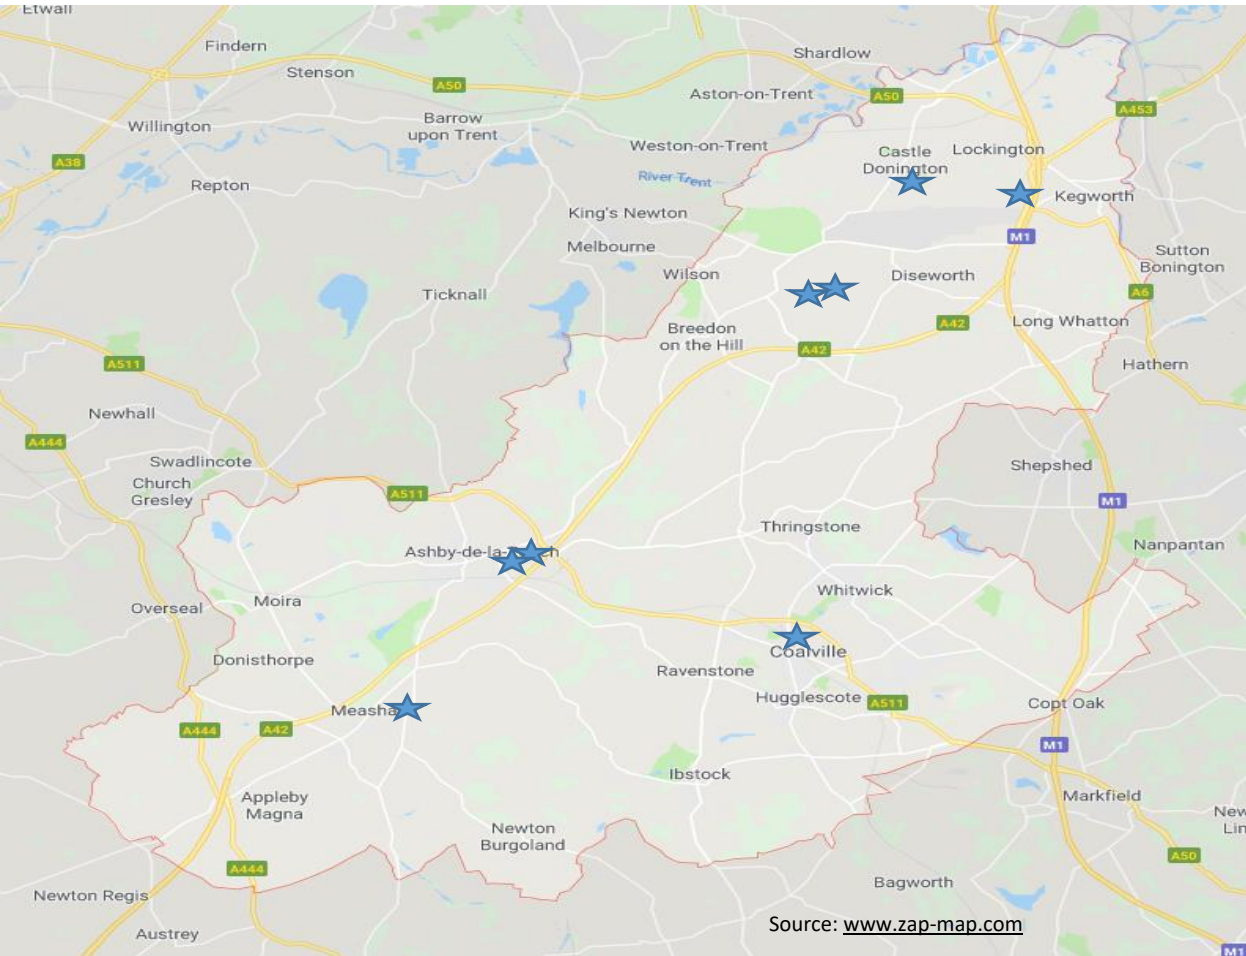 Etwall
Findern
Stenson
A50
Shardlow
Aston-on-Trent
A50
A453
Willington
Barrow
upon Trent
Weston-on-Trent
Castle
Donington
Lockington
A38
Repton
River Trent
Kegworth
King's Newton
Melbourne
M1
Sutton
Bonington
Wilson
Diseworth
Ticknall
A6
Breedon
on the Hill
A42
Long Whatton
A42
A511
Hathern
Newhall
A444
Swadlincote
Church
Gresley
Shepshed
A511
M1
Thringstone
Nanpantan
Ashby-de-la-
ch
Whitwick
Overseal
Moira
Coalville
Donisthorpe
Ravenstone
Hugglescote
A511
Copt Oak
Measha
A444
A42
M1
Ibstock
Appleby
Magna
Markfield
New
Lin
Newton
Burgoland
A50
A444
Bagworth
Newton Regis
Source: www.zap-map.com
Austrey
M1